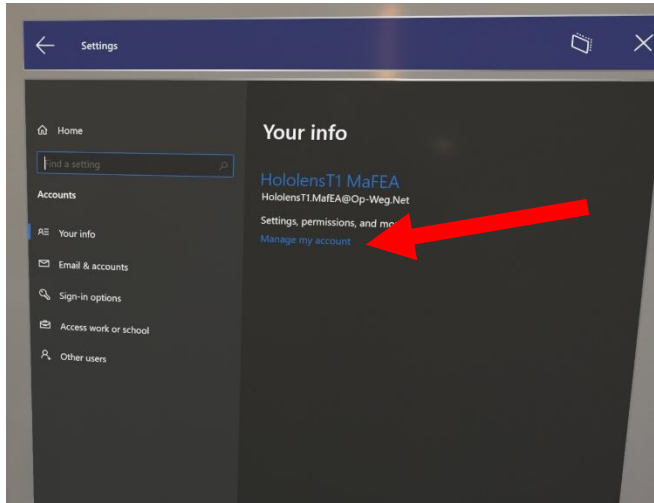 Settings
Home
Find a setting
Accounts
Your info
Email & accounts
Sign-in options
Access work or school
Other users
Your info
HololensT1 MaFEA
HololensT1.MafEA@Op-Weg.Net
Settings, permissions, and
Manage my account